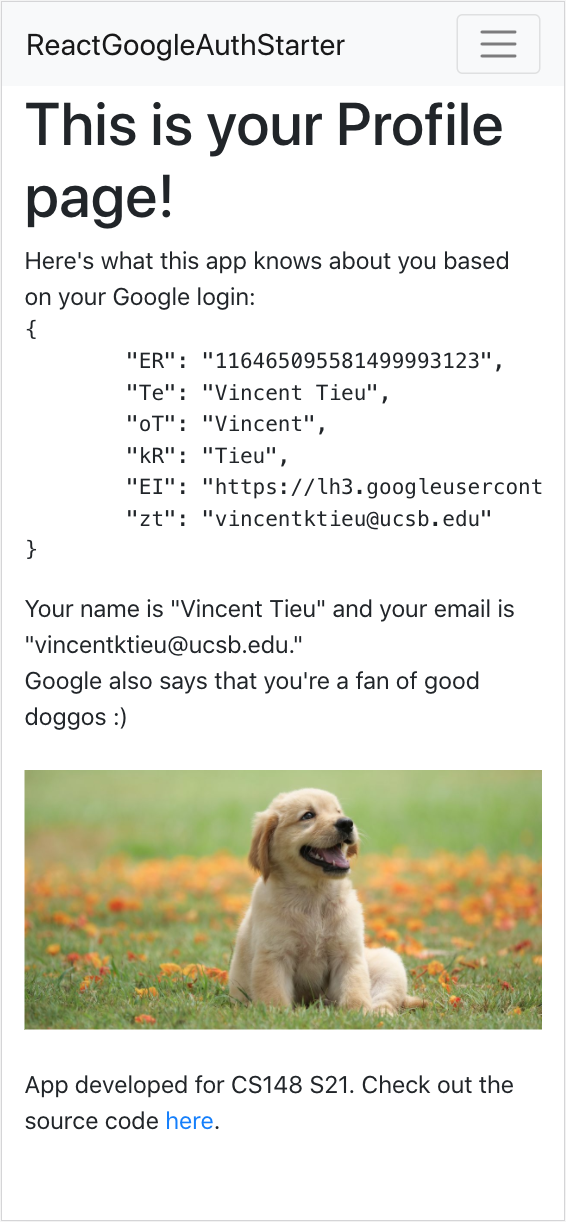 ReactGoogleAuthStarter
This is your Profile
page!
Here's what this app knows about you based
on your Google login:
{
"ER": "116465095581499993123",
"Te": "Vincent Tieu",
"oT": "Vincent",
"kR": "Tieu",
"EI": "https://lh3.googleusercont
"zt": "vincentktieu@ucsb.edu"
}
Your name is "Vincent Tieu" and your email is
"vincentktieu@ucsb.edu."
Google also says that you're a fan of good
doggos :)
App developed for CS148 S21. Check out the
source code here.